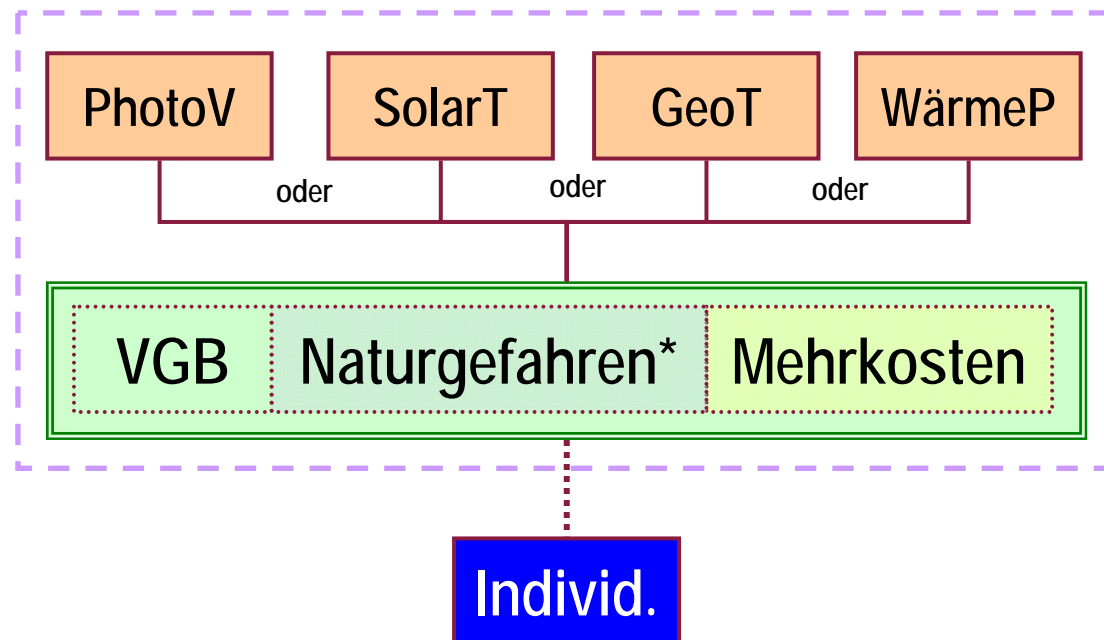 PhotoV SolarT GeoT WärmeP
oder oder oder
VGB Naturgefahren* Mehrkosten
Individ.